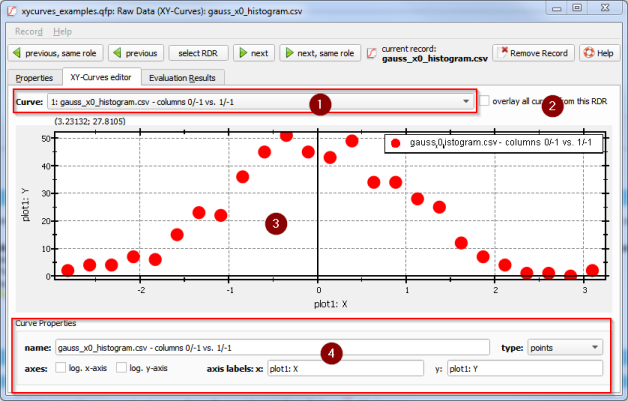 xycurves_examples.qfp: Raw Data (XY-Curves): gauss_x0_histogram.csv
Record Help
previous, same role previous select RDR next next, same role current record: gauss_x0_histogram.csv Remove Record Help
Properties XY-Curves editor Evaluation Results
Curve: 1: gauss_x0_histogram.csv - columns 0/-1 vs. 1/-1 1 overlay all from this RDR 2
(3.23132; 27.8105)
gauss,0,istogram.csv - columns 0/-1 vs. 1/-1
50
40
30
20
10
0
plot1: Y
3
-2 -1 0 1 2 3
plot1: X
Curve Properties
name: gauss_x0_histogram.csv - columns 0/-1 vs. 1/-1 type: points
4
axes: log. x-axis log. y-axis axis labels: x: plot1: X y: plot1: Y